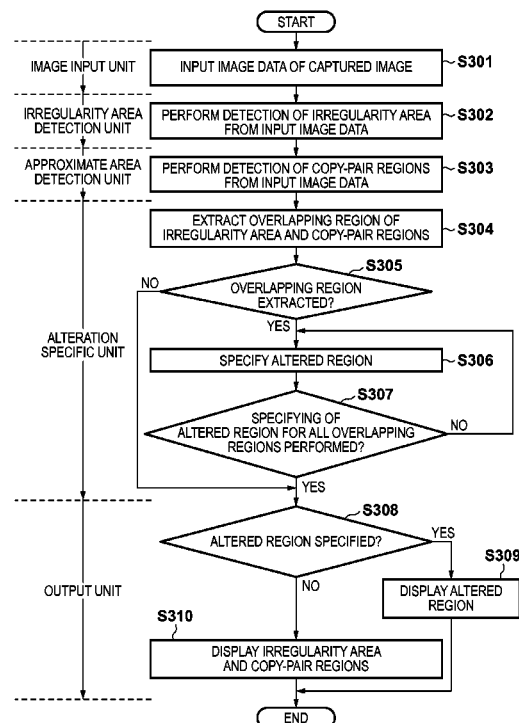 START
IMAGE INPUT UNIT
INPUT IMAGE DATA OF CAPTURED IMAGE
S301
IRREGULARITY AREA
DETECTION UNIT
PERFORM DETECTION OF IRREGULARITY AREA
FROM INPUT IMAGE DATA
S302
APPROXIMATE AREA
DETECTION UNIT
PERFORM DETECTION OF COPY-PAIR REGIONS
FROM INPUT IMAGE DATA
S303
EXTRACT OVERLAPPING REGION OF
IRREGULARITY AREA AND COPY-PAIR REGIONS
S304
S305
NO
OVERLAPPING REGION
EXTRACTED?
YES
ALTERATION
SPECIFIC UNIT
SPECIFY ALTERED REGION
S306
S307
SPECIFYING OF
ALTERED REGION FOR ALL OVERLAPPING
REGIONS PERFORMED?
NO
YES
S308
ALTERED REGION SPECIFIED?
YES
S309
DISPLAY ALTERED
REGION
OUTPUT UNIT
NO
S310
DISPLAY IRREGULARITY AREA
AND COPY-PAIR REGIONS
END